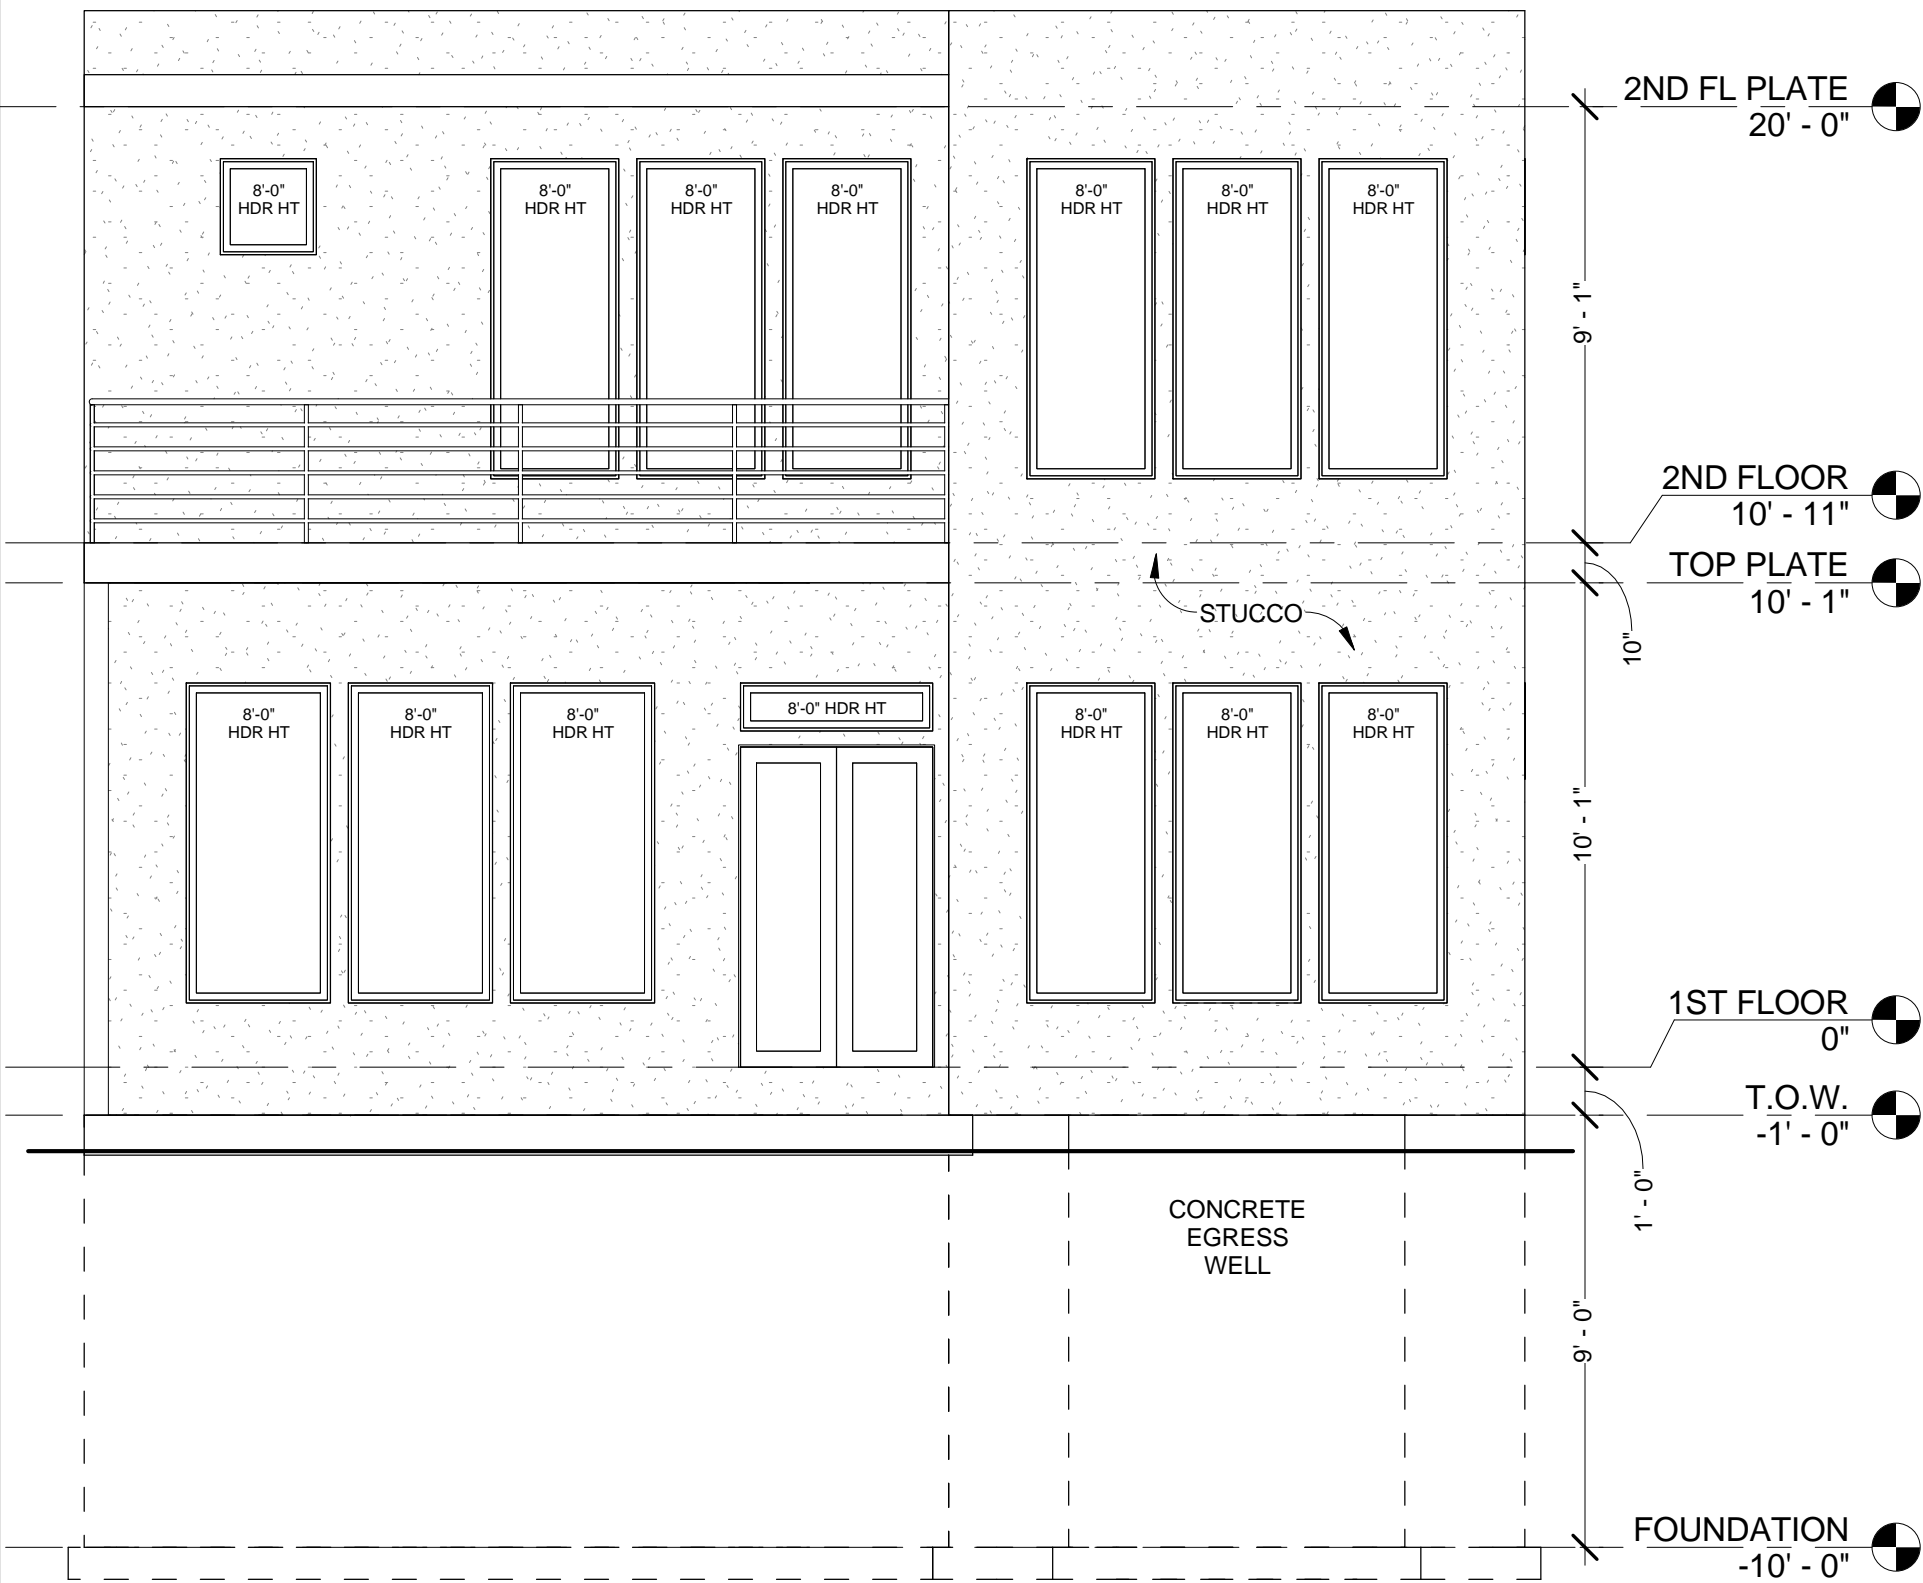 2ND FL PLATE
20' - 0"
8'-0"
HDR HT
8'-0"
HDR HT
8'-0"
HDR HT
8'-0"
HDR HT
8'-0"
HDR HT
8'-0"
HDR HT
8'-0"
HDR HT
9' - 1"
2ND FLOOR
10' - 11"
TOP PLATE
10' - 1"
STUCCO
10"
8'-0"
HDR HT
8'-0"
HDR HT
8'-0"
HDR HT
8'-0" HDR HT
8'-0"
HDR HT
8'-0"
HDR HT
8'-0"
HDR HT
10' - 1"
1ST FLOOR
0"
T.O.W.
-1' - 0"
1' - 0"
CONCRETE
EGRESS
WELL
9' - 0"
FOUNDATION
-10' - 0"